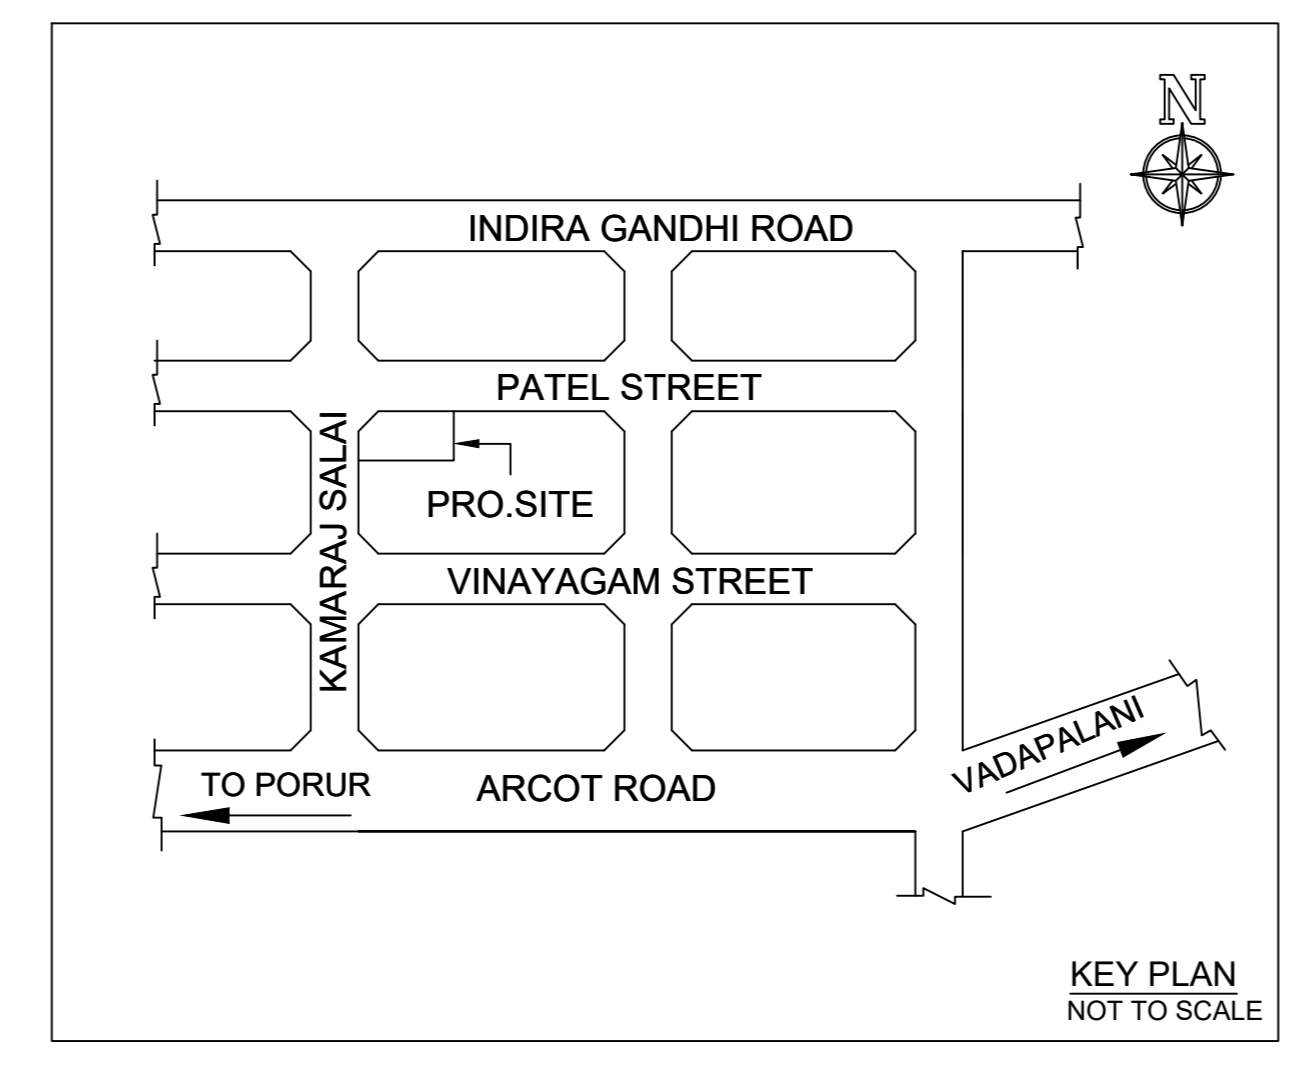 N
INDIRA GANDHI ROAD
PATEL STREET
KAMARAJ SALAI
PRO.SITE
VINAYAGAM STREET
VADAPALANI
TO PORUR
ARCOT ROAD
KEY PLAN
NOT TO SCALE